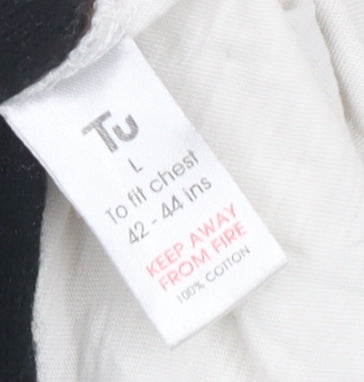 Tu
L
To fit chest
42 - 44 ins
KEEP AWAY
FROM FIRE
100% COTTON